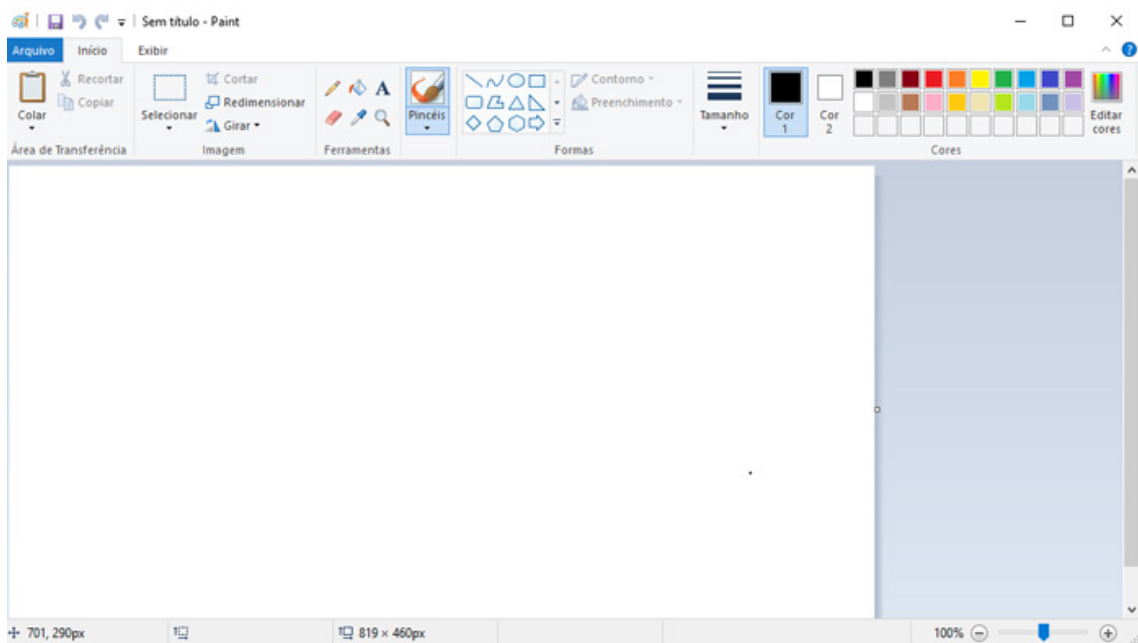 Sem título - Paint
Arquivo Início Exibir
Colar
Recortar
Copiar
Área de Transferência
Selecionar
Cortar
Redimensionar
Girar
Imagem
A
Ferramentas
Pincéis
Contorno
Preenchimento
Formas
Tamanho
Cor
1
Cor
2
Cores
Editar
cores
?
701, 290px
819 × 460px
100%